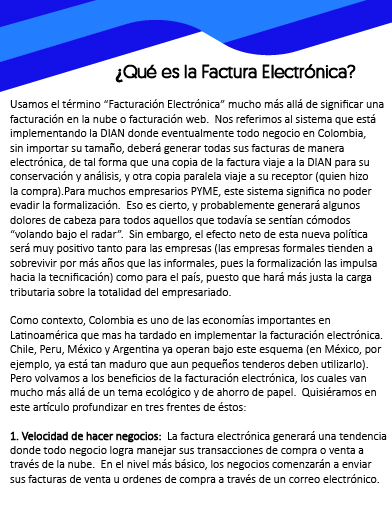 ¿Qué es la Factura Electrónica?
Usamos el término “Facturación Electrónica” mucho más allá de significar una
facturación en la nube o facturación web.  Nos referimos al sistema que está
implementando la DIAN donde eventualmente todo negocio en Colombia,
sin importar su tamaño, deberá generar todas sus facturas de manera
electrónica, de tal forma que una copia de la factura viaje a la DIAN para su
conservación y análisis, y otra copia paralela viaje a su receptor (quien hizo
la compra).Para muchos empresarios PYME, este sistema significa no poder
evadir la formalización.  Eso es cierto, y probablemente generará algunos
dolores de cabeza para todos aquellos que todavía se sentían cómodos
“volando bajo el radar”.  Sin embargo, el efecto neto de esta nueva política
será muy positivo tanto para las empresas (las empresas formales tienden a
sobrevivir por más años que las informales, pues la formalización las impulsa
hacia la tecnificación) como para el país, puesto que hará más justa la carga
tributaria sobre la totalidad del empresariado.
Como contexto, Colombia es uno de las economías importantes en
Latinoamérica que mas ha tardado en implementar la facturación electrónica.
Chile, Peru, México y Argentina ya operan bajo este esquema (en México, por
ejemplo, ya está tan maduro que aun pequeños tenderos deben utilizarlo).
Pero volvamos a los beneficios de la facturación electrónica, los cuales van
mucho más allá de un tema ecológico y de ahorro de papel.  Quisiéramos en
este artículo profundizar en tres frentes de éstos:
1. Velocidad de hacer negocios:  La factura electrónica generará una tendencia
donde todo negocio logra manejar sus transacciones de compra o venta a
través de la nube.  En el nivel más básico, los negocios comenzarán a enviar
sus facturas de venta u ordenes de compra a través de un correo electrónico.